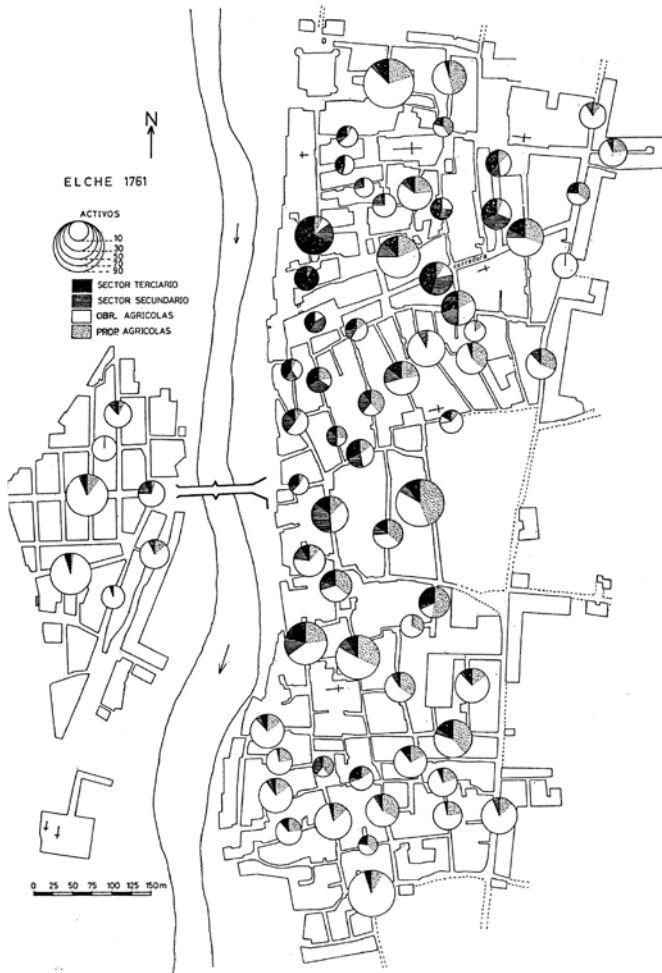 N
ELCHE 1761
ACTIVOS
10
30
50
70
90
SECTOR TERCIARIO
SECTOR SECUNDARIO
OBR. AGRICOLAS
PROP. AGRICOLAS
corredora
0 25 50 75 100 125 150 m